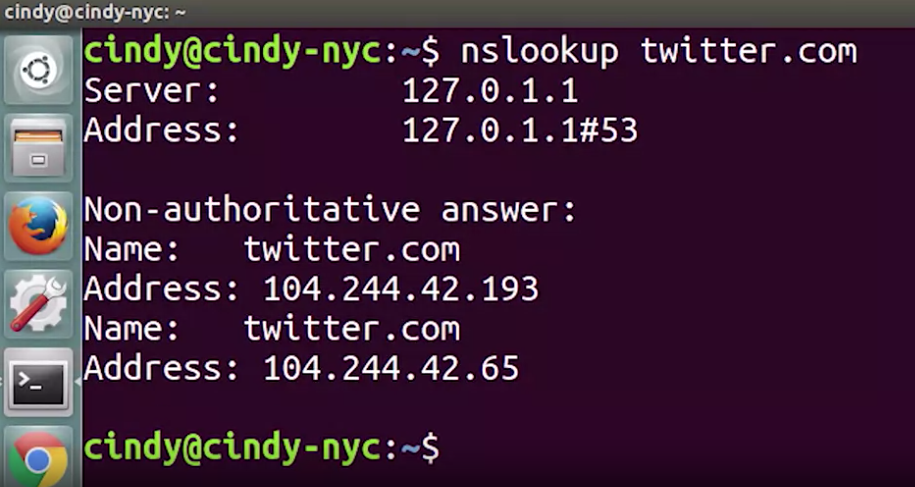 cindy@cindy-nyc: ~
cindy@cindy-nyc:~$ nslookup twitter.com
Server: 127.0.1.1
Address: 127.0.1.1#53
Non-authoritative answer:
Name: twitter.com
Address: 104.244.42.193
Name: twitter.com
Address: 104.244.42.65
cindy@cindy-nyc:~$